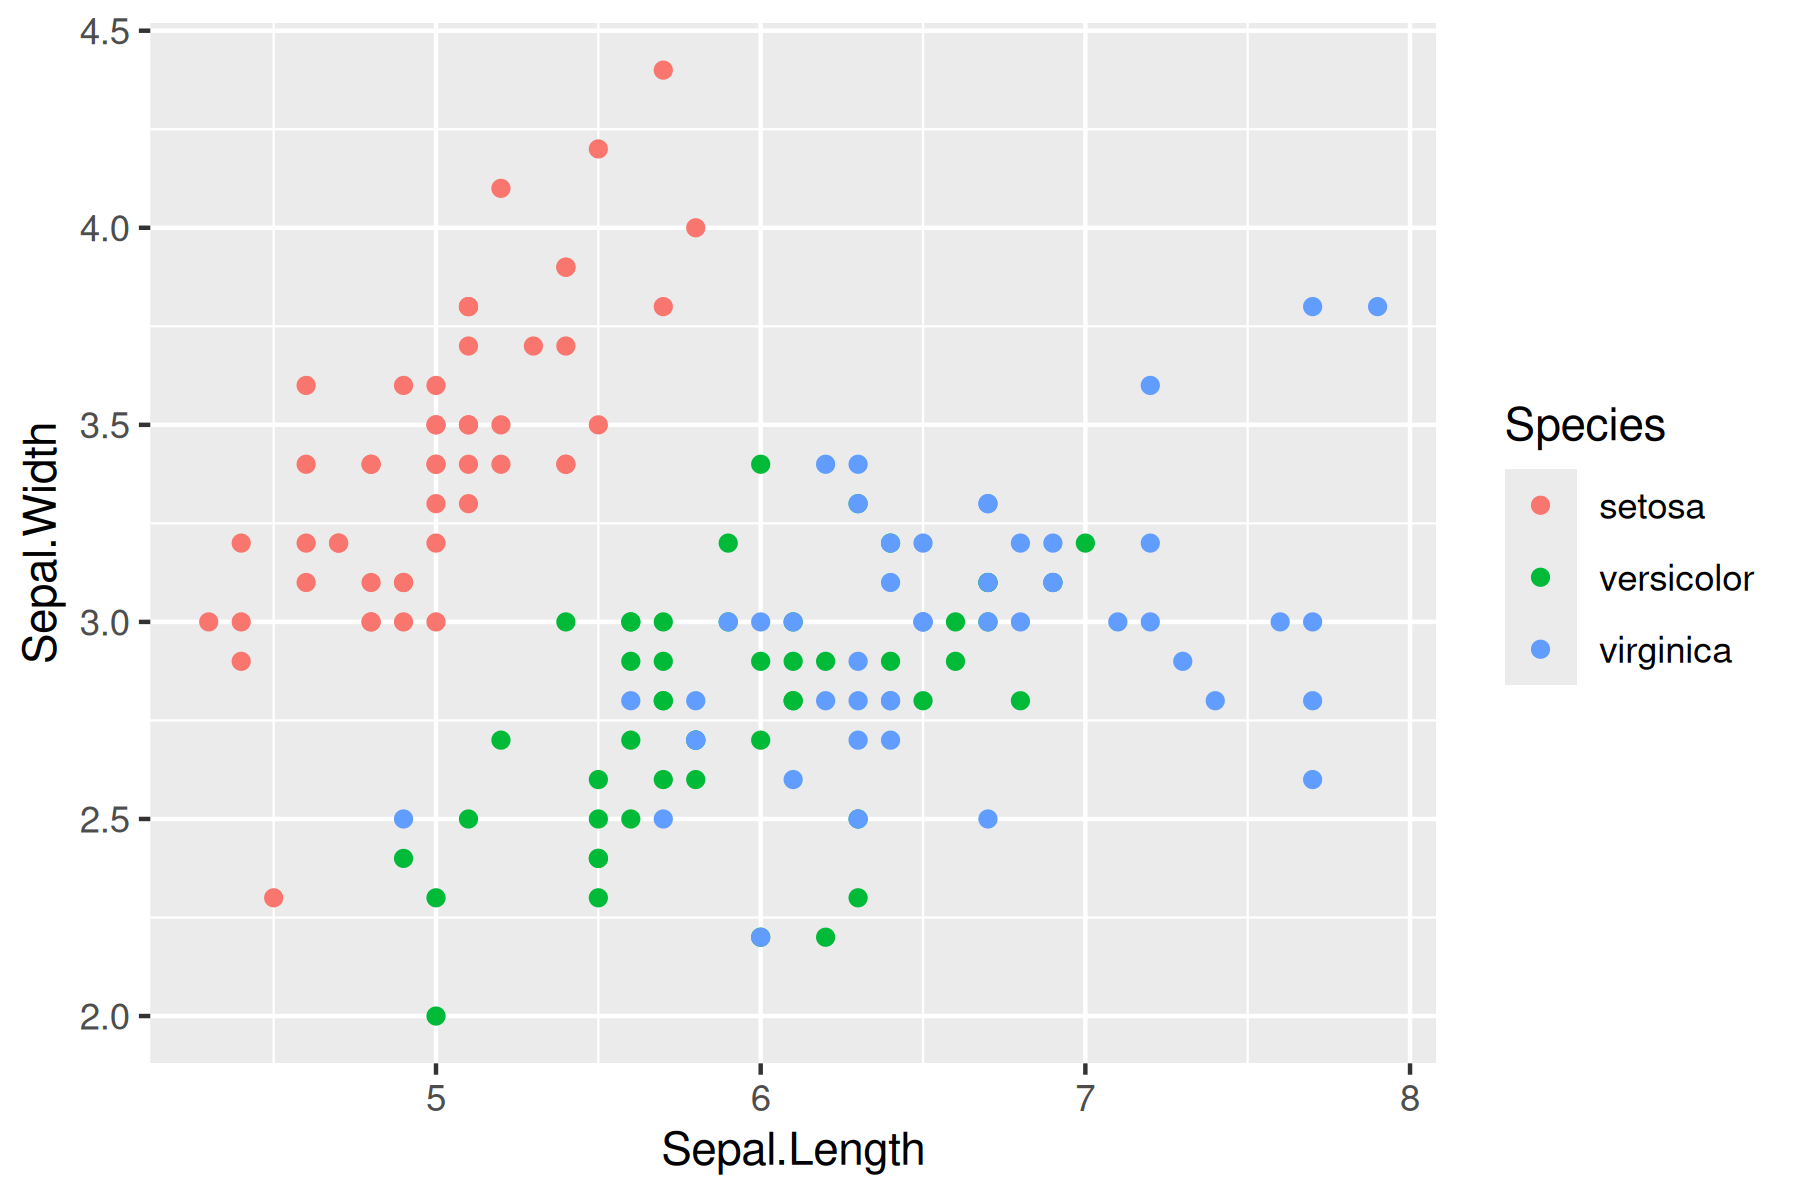 4.5
4.0
3.5
3.0
2.5
2.0
Sepal.Width
5 6 7 8
Sepal.Length
Species
setosa
versicolor
virginica